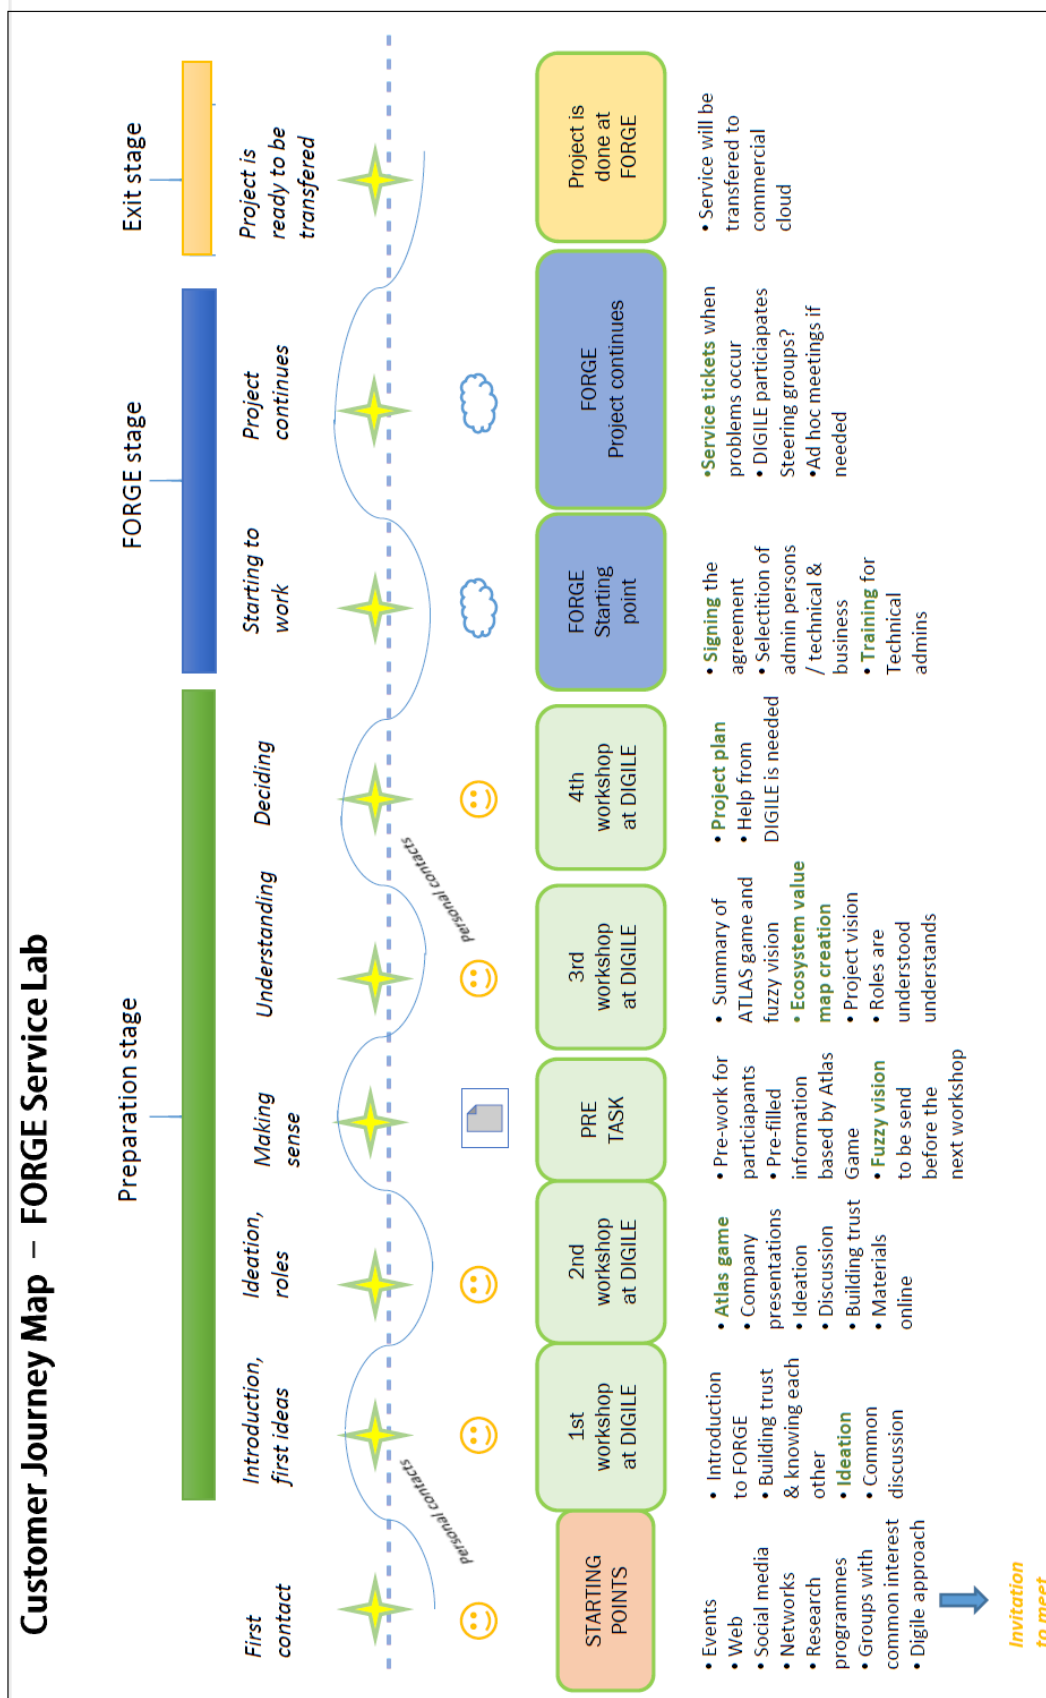 Customer Journey Map – FORGE Service Lab
Preparation stage
FORGE stage
Exit stage
First
contact
Introduction,
first ideas
Ideation,
roles
Making
sense
Understanding
Deciding
Starting to
work
Project
continues
Project is
ready to be
transfered
Personal contacts
Personal contacts
STARTING
POINTS
1st
workshop
at DIGILE
2nd
workshop
at DIGILE
PRE
TASK
3rd
workshop
at DIGILE
4th
workshop
at DIGILE
FORGE
Starting
point
FORGE
Project continues
Project is
done at
FORGE
• Events
• Web
• Social media
• Networks
• Research
programmes
• Groups with
common interest
• Digile approach
Invitation
to meet
• Introduction
to FORGE
• Building trust
& knowing each
other
• Ideation
• Common
discussion
• Atlas game
• Company
presentations
• Ideation
• Discussion
• Building trust
• Materials
online
• Pre-work for
particiapants
• Pre-filled
information
based by Atlas
Game
• Fuzzy vision
to be send
before the
next workshop
• Summary of
ATLAS game and
fuzzy vision
• Ecosystem value
map creation
• Project vision
• Roles are
understood
understands
• Project plan
• Help from
DIGILE is needed
• Signing the
agreement
• Selectition of
admin persons
/ technical &
business
• Training for
Technical
admins
•Service tickets when
problems occur
• DIGILE particiapates
Steering groups?
•Ad hoc meetings if
needed
• Service will be
transfered to
commercial
cloud